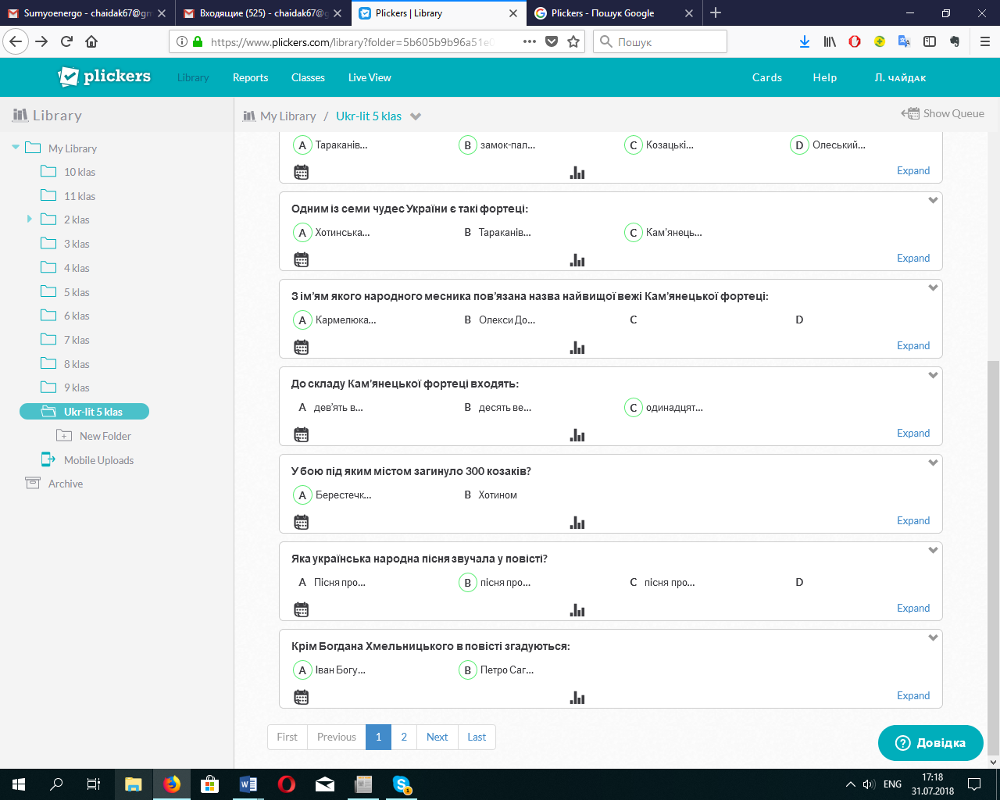 Sumyoenergo - chaidak67@gm
Входящие (525) - chaidak67@g
Plickers | Library
Plickers - Пошук Google
https://www.plickers.com/library?folder=5b605b9b96a51e
Пошук
plickers
Library
Reports
Classes
Live View
Cards
Help
Л. ЧАЙДАК
Library
My Library / Ukr-lit 5 klas
Show Queue
My Library
10 klas
11 klas
2 klas
3 klas
4 klas
5 klas
6 klas
7 klas
8 klas
9 klas
Ukr-lit 5 klas
New Folder
Mobile Uploads
Archive
A Тараканів... B замок-пал... C Козацькі... D Олеський...
Expand
Одним із семи чудес України є такі фортеці:
A Хотинська... B Тараканів... C Кам'янець...
Expand
З ім'ям якого народного месника пов'язана назва найвищої вежі Кам'янецької фортеці:
A Кармелюка... B Олекси До... C D
Expand
До складу Кам'янецької фортеці входять:
A дев'ять в... B десять ве... C одинадцят...
Expand
У бою під яким містом загинуло 300 козаків?
A Берестечк... B Хотином
Expand
Яка українська народна пісня звучала у повісті?
A Пісня про... B пісня про... C пісня про... D
Expand
Крім Богдана Хмельницького в повісті згадуються:
A Іван Богу... B Петро Саг...
Expand
First Previous 1 2 Next Last
Довідка
ENG
17:18
31.07.2018